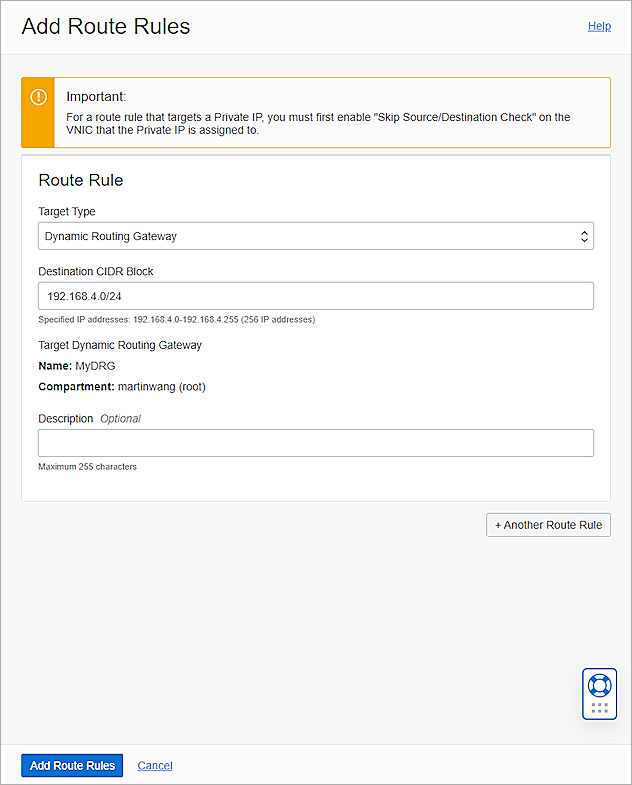 Add Route Rules
Help
Important:
For a route rule that targets a Private IP, you must first enable "Skip Source/Destination Check" on the
VNIC that the Private IP is assigned to.
Route Rule
Target Type
Dynamic Routing Gateway
Destination CIDR Block
192.168.4.0/24
Specified IP addresses: 192.168.4.0-192.168.4.255 (256 IP addresses)
Target Dynamic Routing Gateway
Name: MyDRG
Compartment: martinwang (root)
Description Optional
Maximum 255 characters
+ Another Route Rule
Add Route Rules Cancel